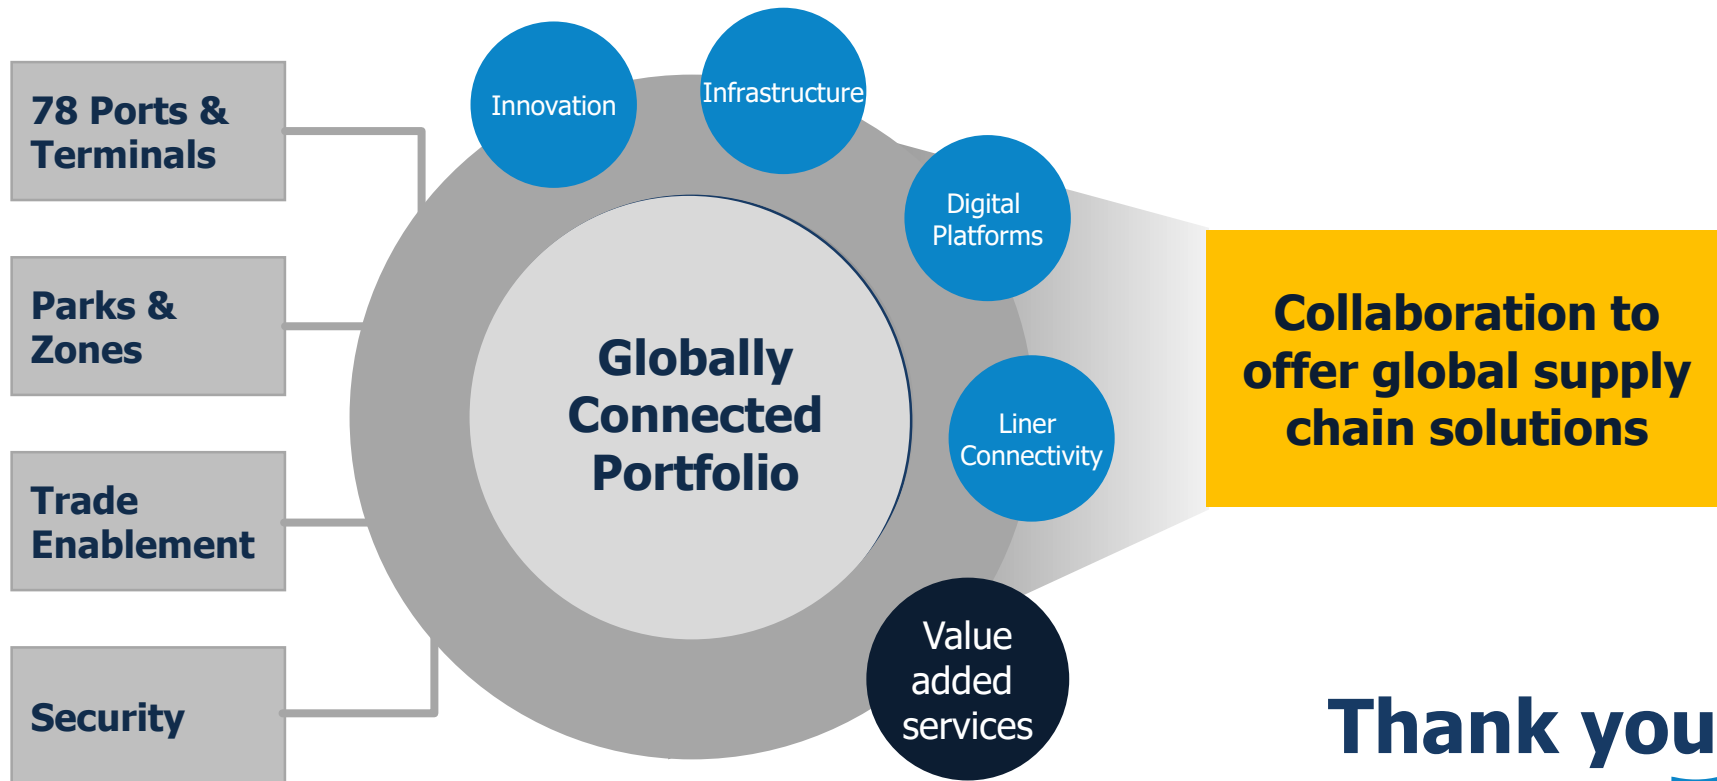 78 Ports &
Terminals
Parks &
Zones
Trade
Enablement
Security
Innovation
Infrastructure
Digital
Platforms
Liner
Connectivity
Value
added
services
Globally
Connected
Portfolio
Collaboration to
offer global supply
chain solutions
Thank you